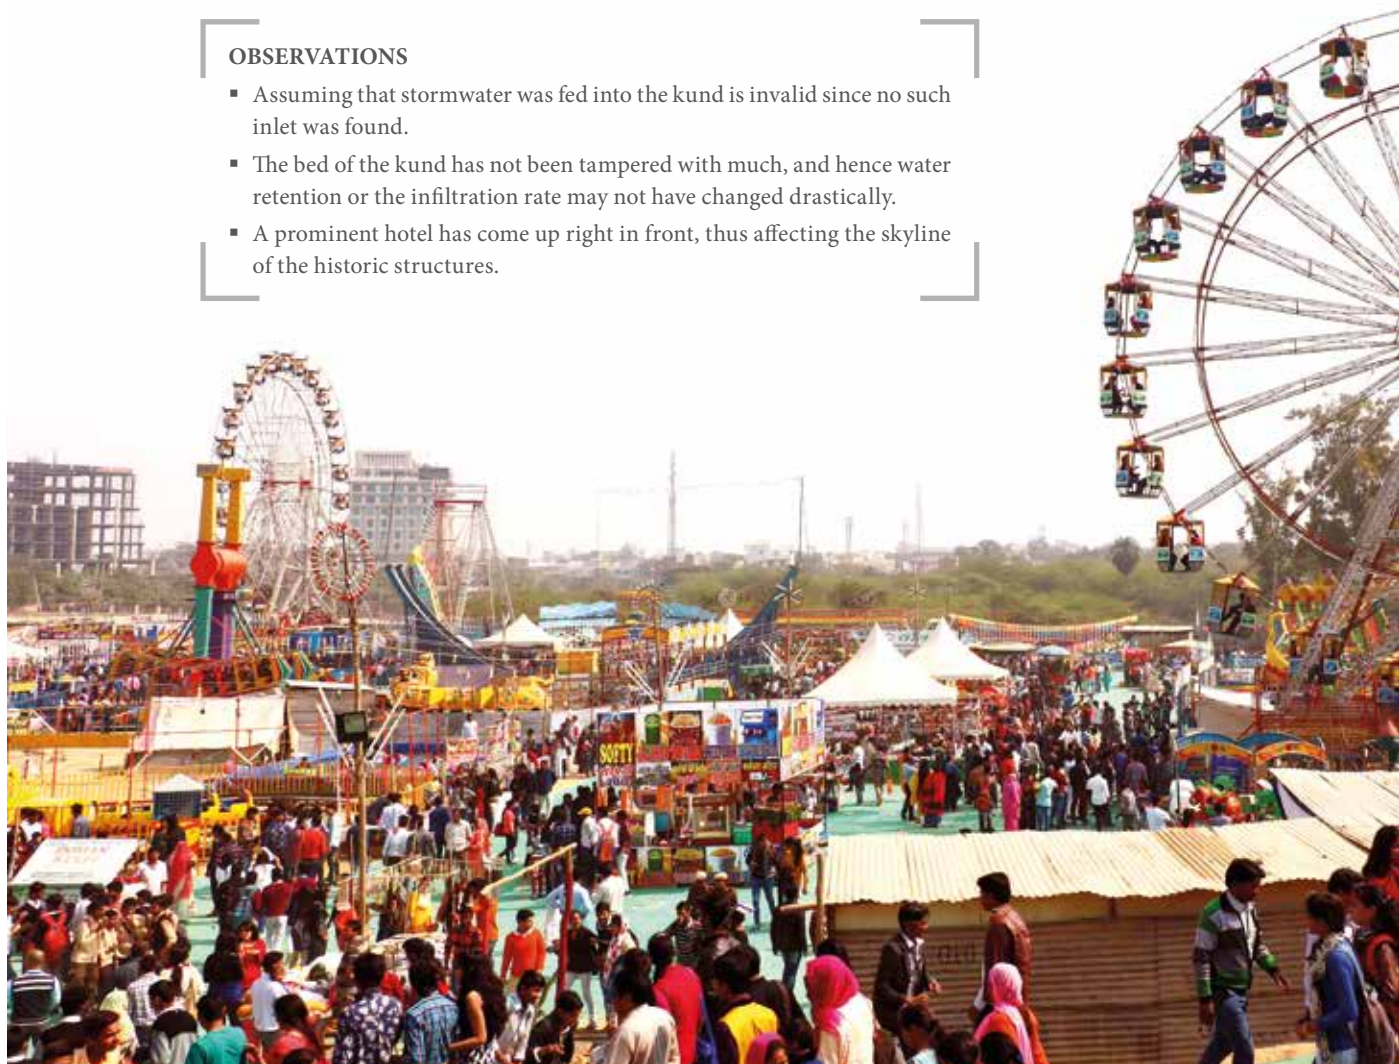 OBSERVATIONS
▪ Assuming that stormwater was fed into the kund is invalid since no such
inlet was found.
▪ The bed of the kund has not been tampered with much, and hence water
retention or the infiltration rate may not have changed drastically.
▪ A prominent hotel has come up right in front, thus affecting the skyline
of the historic structures.
SOFTY